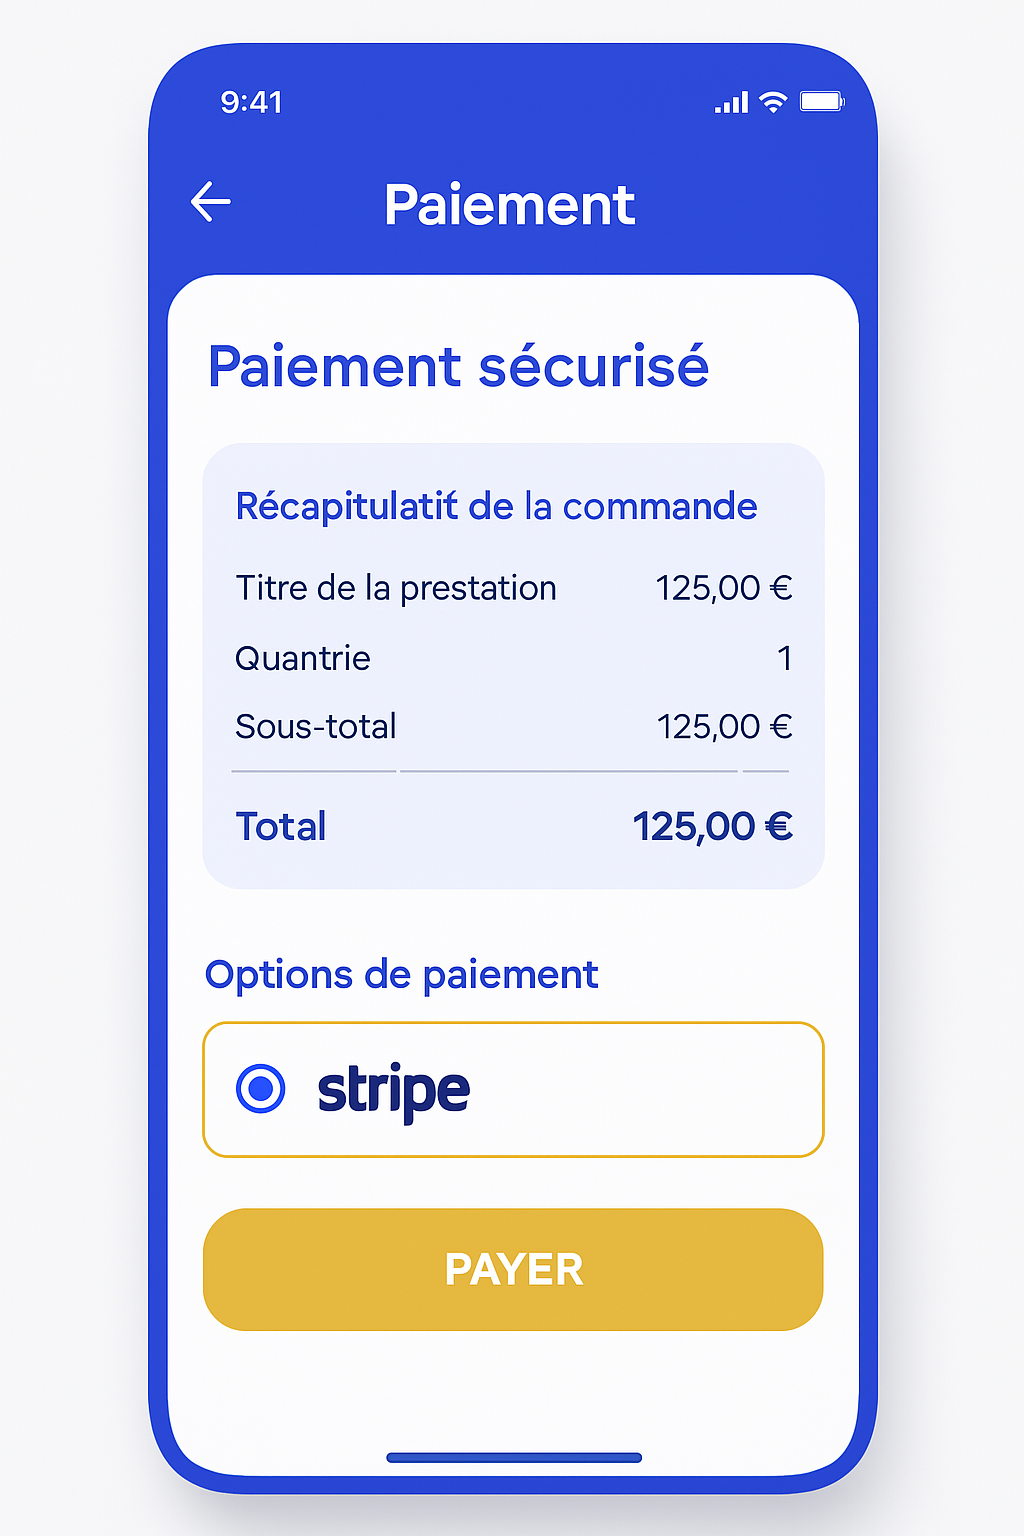 9:41
Paiement
Paiement sécurisé
Récapitulatif de la commande
Titre de la prestation 125,00 €
Quantrie 1
Sous-total 125,00 €
Total 125,00 €
Options de paiement
stripe
PAYER